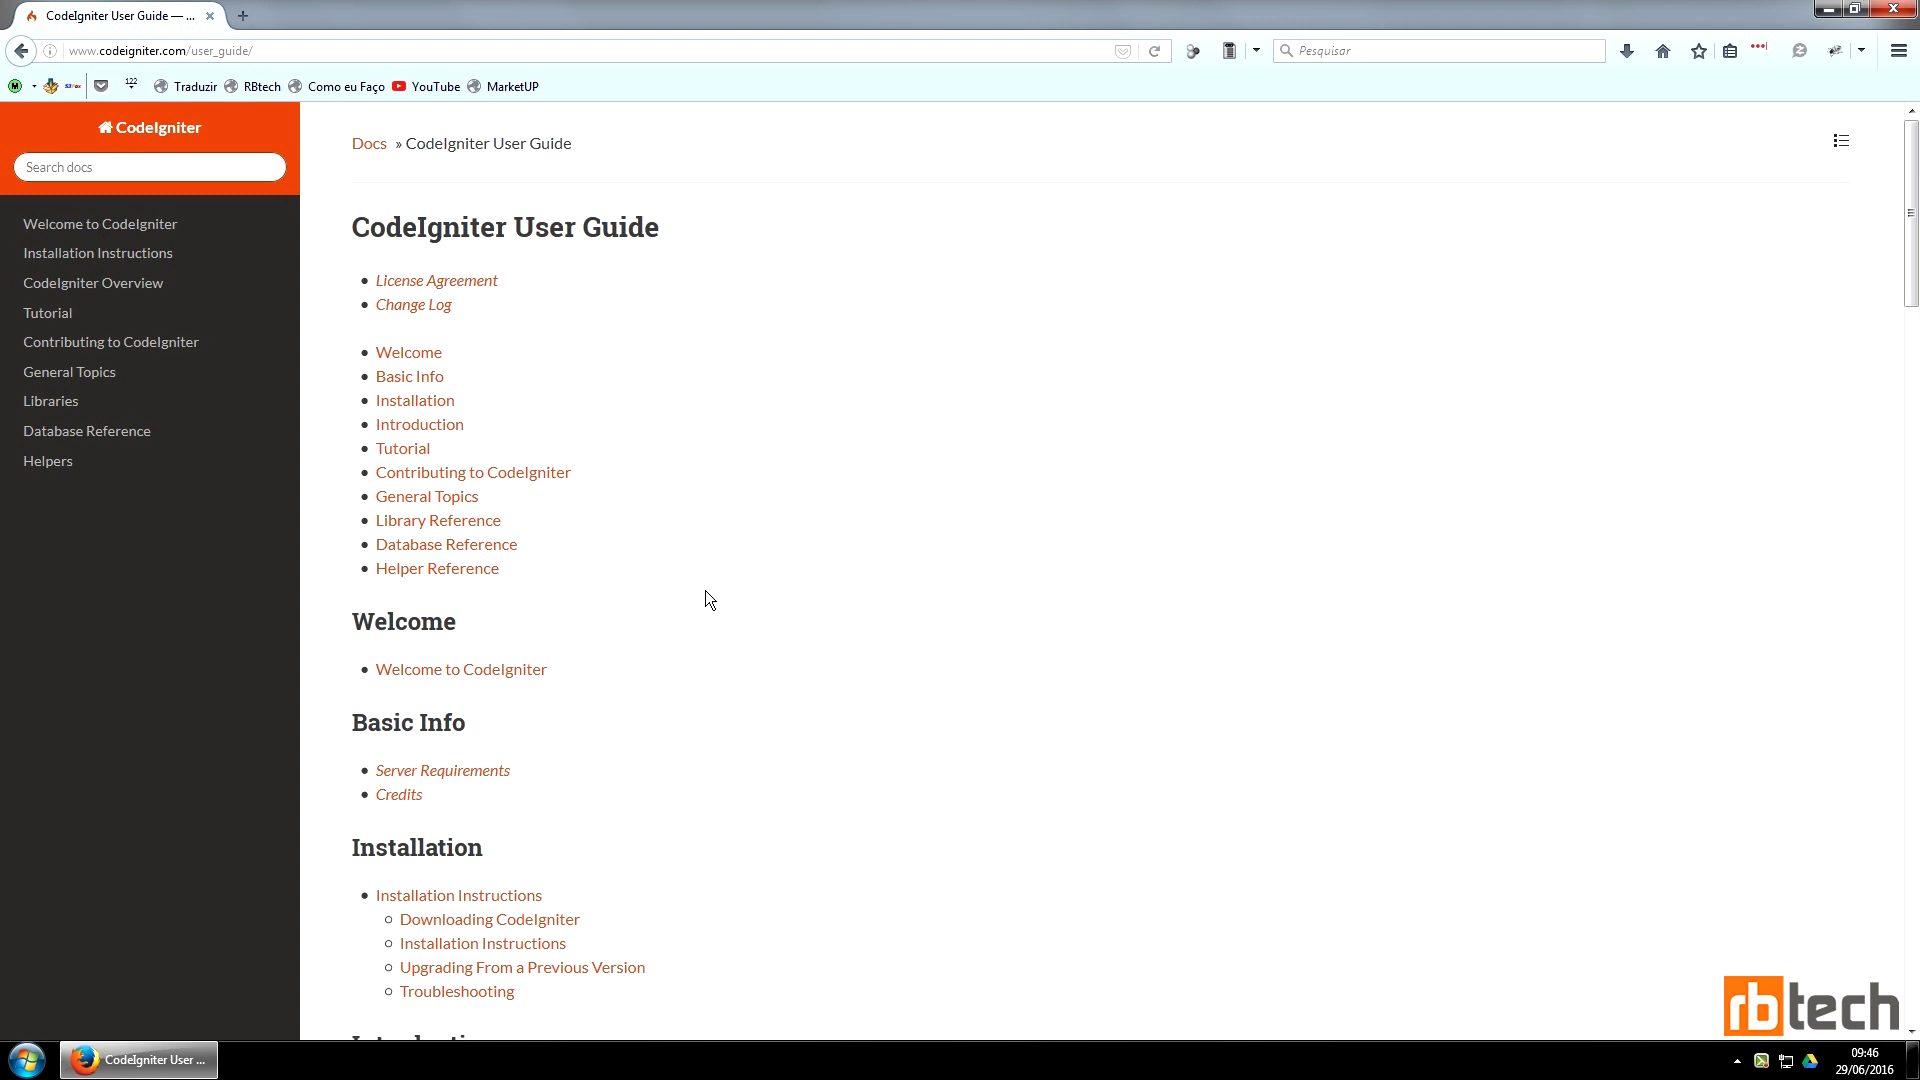 CodeIgniter User Guide — ...
www.codeigniter.com/user_guide/
Pesquisar
122
Traduzir
RBtech
Como eu Faço
YouTube
MarketUP
CodeIgniter
Search docs
Welcome to CodeIgniter
Installation Instructions
CodeIgniter Overview
Tutorial
Contributing to CodeIgniter
General Topics
Libraries
Database Reference
Helpers
Docs » CodeIgniter User Guide
CodeIgniter User Guide
License Agreement
Change Log
Welcome
Basic Info
Installation
Introduction
Tutorial
Contributing to CodeIgniter
General Topics
Library Reference
Database Reference
Helper Reference
Welcome
Welcome to CodeIgniter
Basic Info
Server Requirements
Credits
Installation
Installation Instructions
Downloading CodeIgniter
Installation Instructions
Upgrading From a Previous Version
Troubleshooting
rbtech
CodeIgniter User ...
09:46
29/06/2016